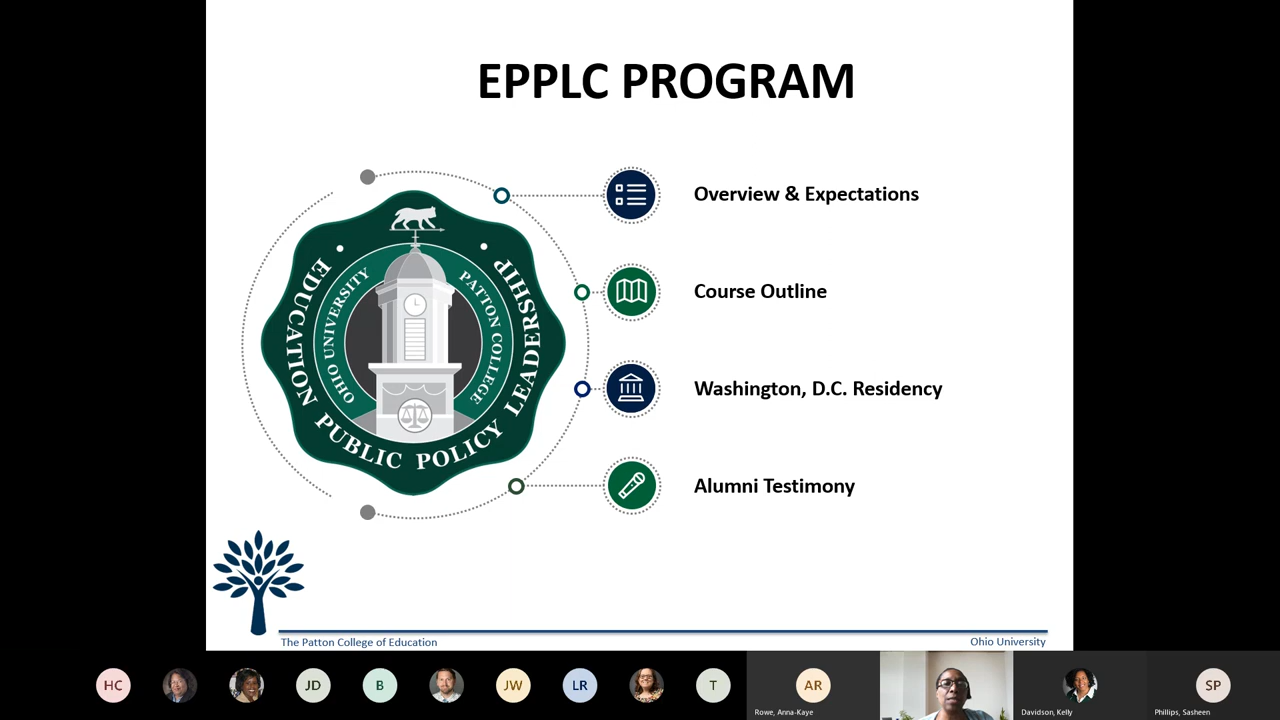 EPPLC PROGRAM
Overview & Expectations
Course Outline
Washington, D.C. Residency
Alumni Testimony
EDUCATION PUBLIC POLICY LEADERSHIP
OHIO UNIVERSITY
PATTON COLLEGE
The Patton College of Education
Ohio University
HC
JD
B
JW
LR
T
AR
SP
Rowe, Anna-Kaye
Davidson, Kelly
Phillips, Sasheen